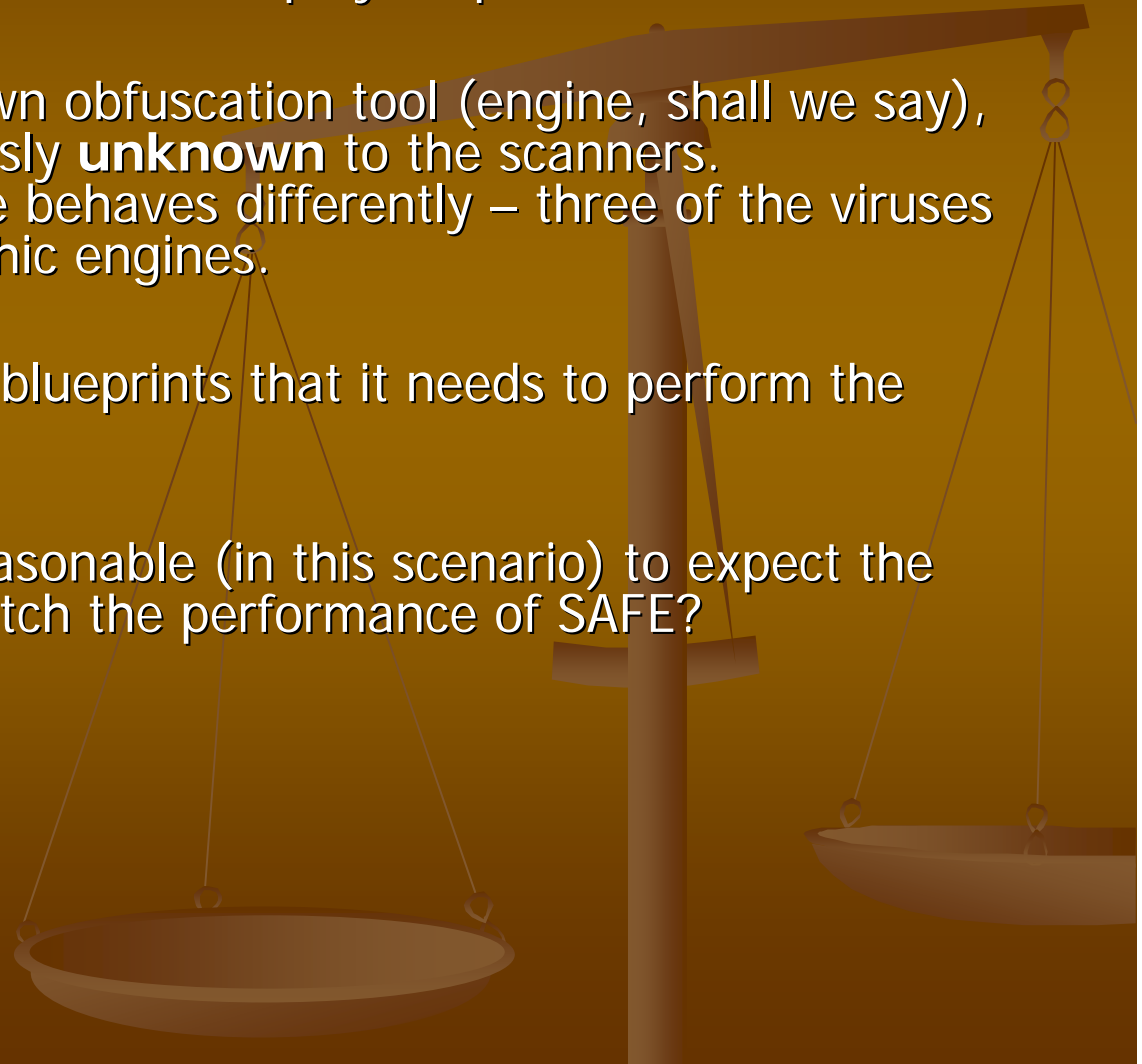 wn obfuscation tool (engine, shall we say),
sly unknown to the scanners.
e behaves differently – three of the viruses
hic engines.
blueprints that it needs to perform the
asonable (in this scenario) to expect the
tch the performance of SAFE?